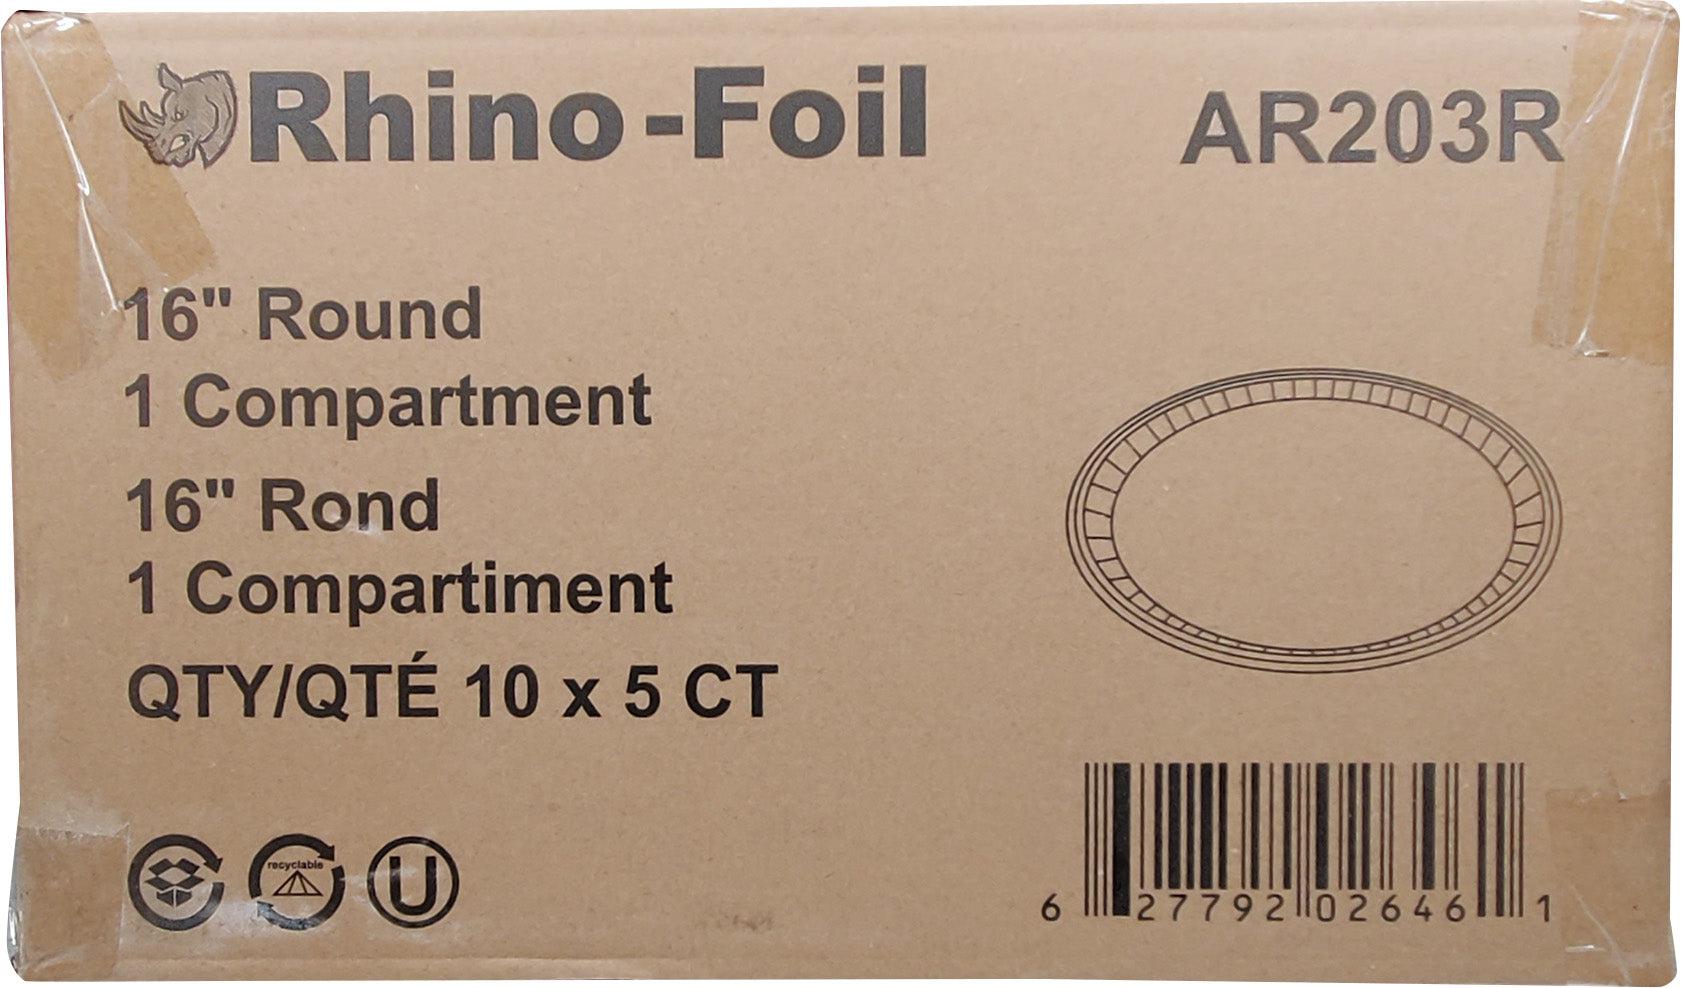 Rhino-Foil
AR203R
16" Round
1 Compartment
16" Rond
1 Compartiment
QTY/QTÉ 10 x 5 CT
recyclable
U
6 27792 02646 1